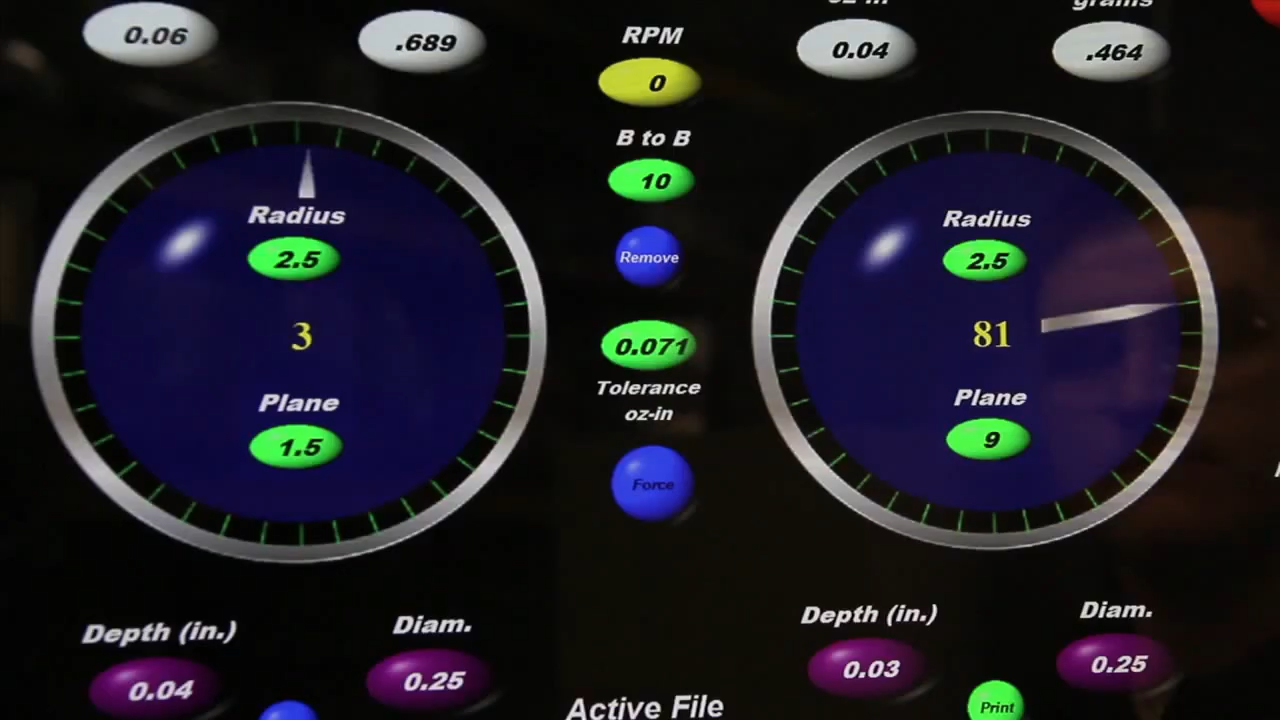 0.06
.689
RPM
0
0.04
grams
.464
B to B
10
Radius
2.5
Remove
Radius
2.5
3
0.071
81
Tolerance
oz-in
Plane
1.5
Plane
9
Force
Depth (in.)
0.04
Diam.
0.25
Active File
Depth (in.)
0.03
Diam.
0.25
Print